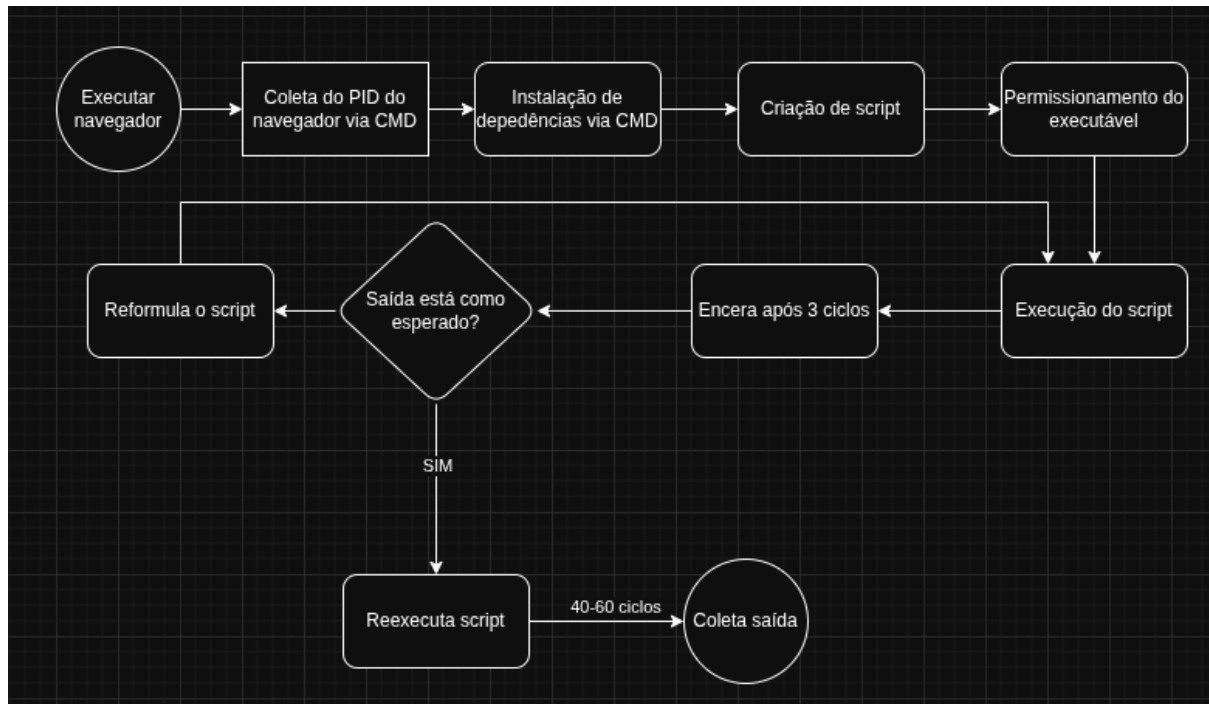 Executar
navegador
Coleta do PID do
navegador via CMD
Instalação de
depedências via CMD
Criação de script
Permissionamento do
executável
Reformula o script
Saída está como
esperado?
Encera após 3 ciclos
Execução do script
SIM
Reexecuta script
40-60 ciclos
Coleta saída